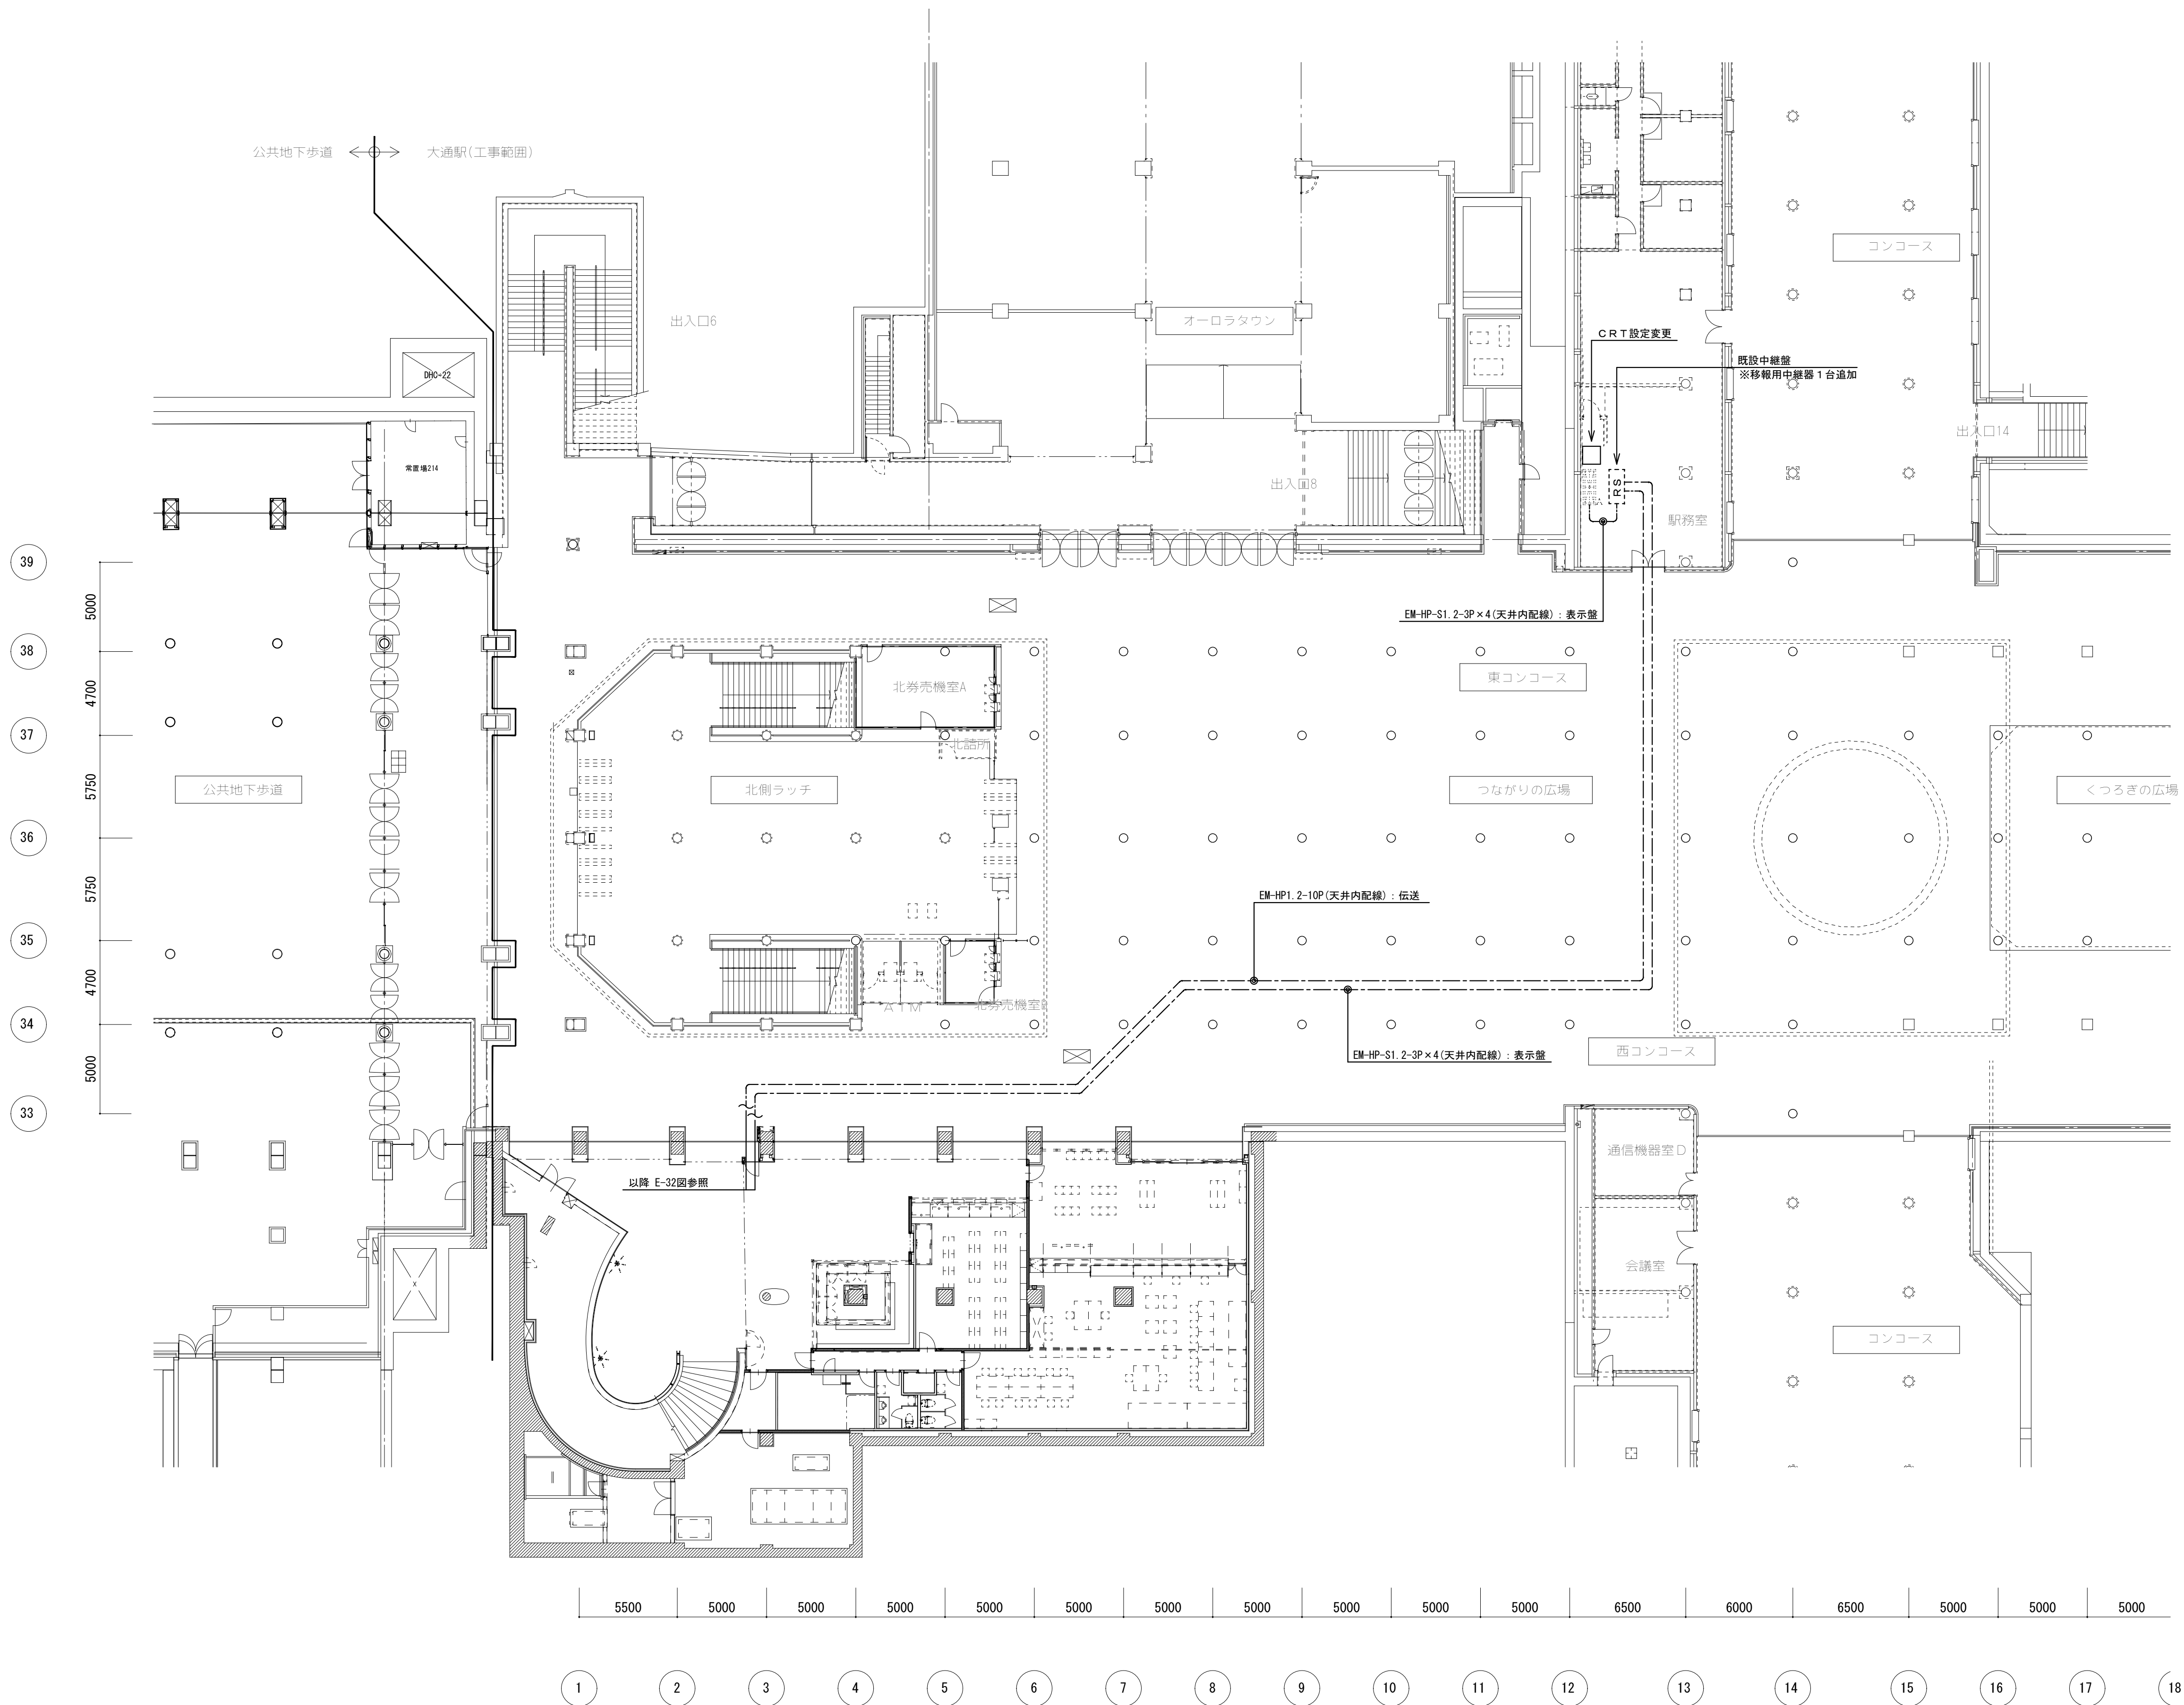 公共地下歩道
大通駅(工事範囲)
コンコース
出入口6
オーロラタウン
CRT設定変更
既設中継盤
※移報用中継器1台追加
DHC-22
出入口14
常置場214
出入口8
RS
駅務室
39
5000
EM-HP-S1.2-3P×4(天井内配線):表示盤
38
4700
北券売機室A
東コンコース
37
北詰所
5750
公共地下歩道
北側ラッチ
つながりの広場
くつろぎの広場
36
5750
EM-HP1.2-10P(天井内配線):伝送
35
4700
ATM
北券売機室B
34
EM-HP-S1.2-3P×4(天井内配線):表示盤
西コンコース
5000
33
通信機器室D
以降 E-32図参照
会議室
X
コンコース
5500 5000 5000 5000 5000 5000 5000 5000 5000 5000 5000 6500 6000 6500 5000 5000 5000
1 2 3 4 5 6 7 8 9 10 11 12 13 14 15 16 17 18